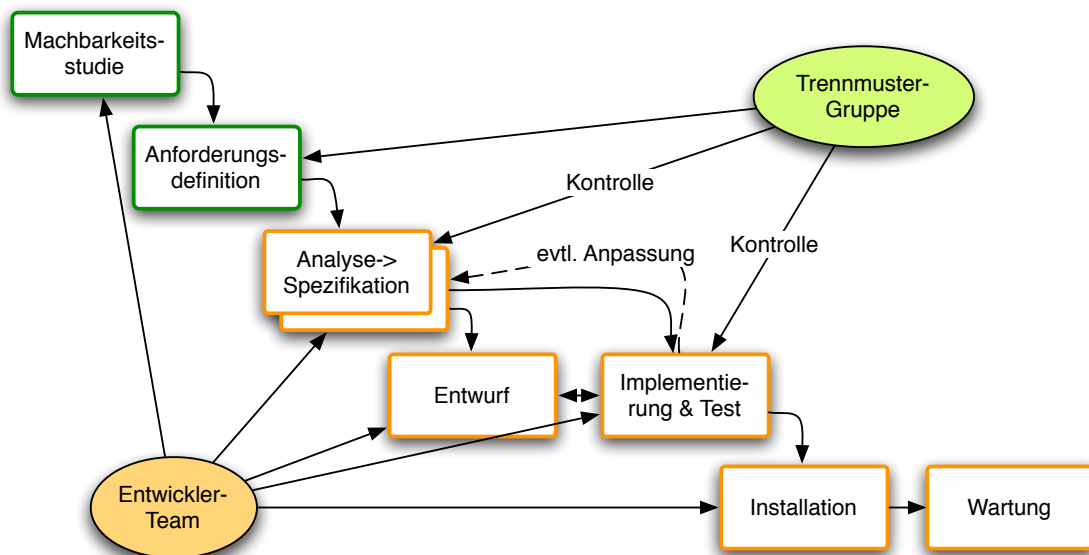 Machbarkeits-
studie
Trennmuster-
Gruppe
Anforderungs-
definition
Kontrolle
Analyse->
Spezifikation
evtl. Anpassung
Kontrolle
Entwurf
Implementie-
rung & Test
Entwickler-
Team
Installation
Wartung